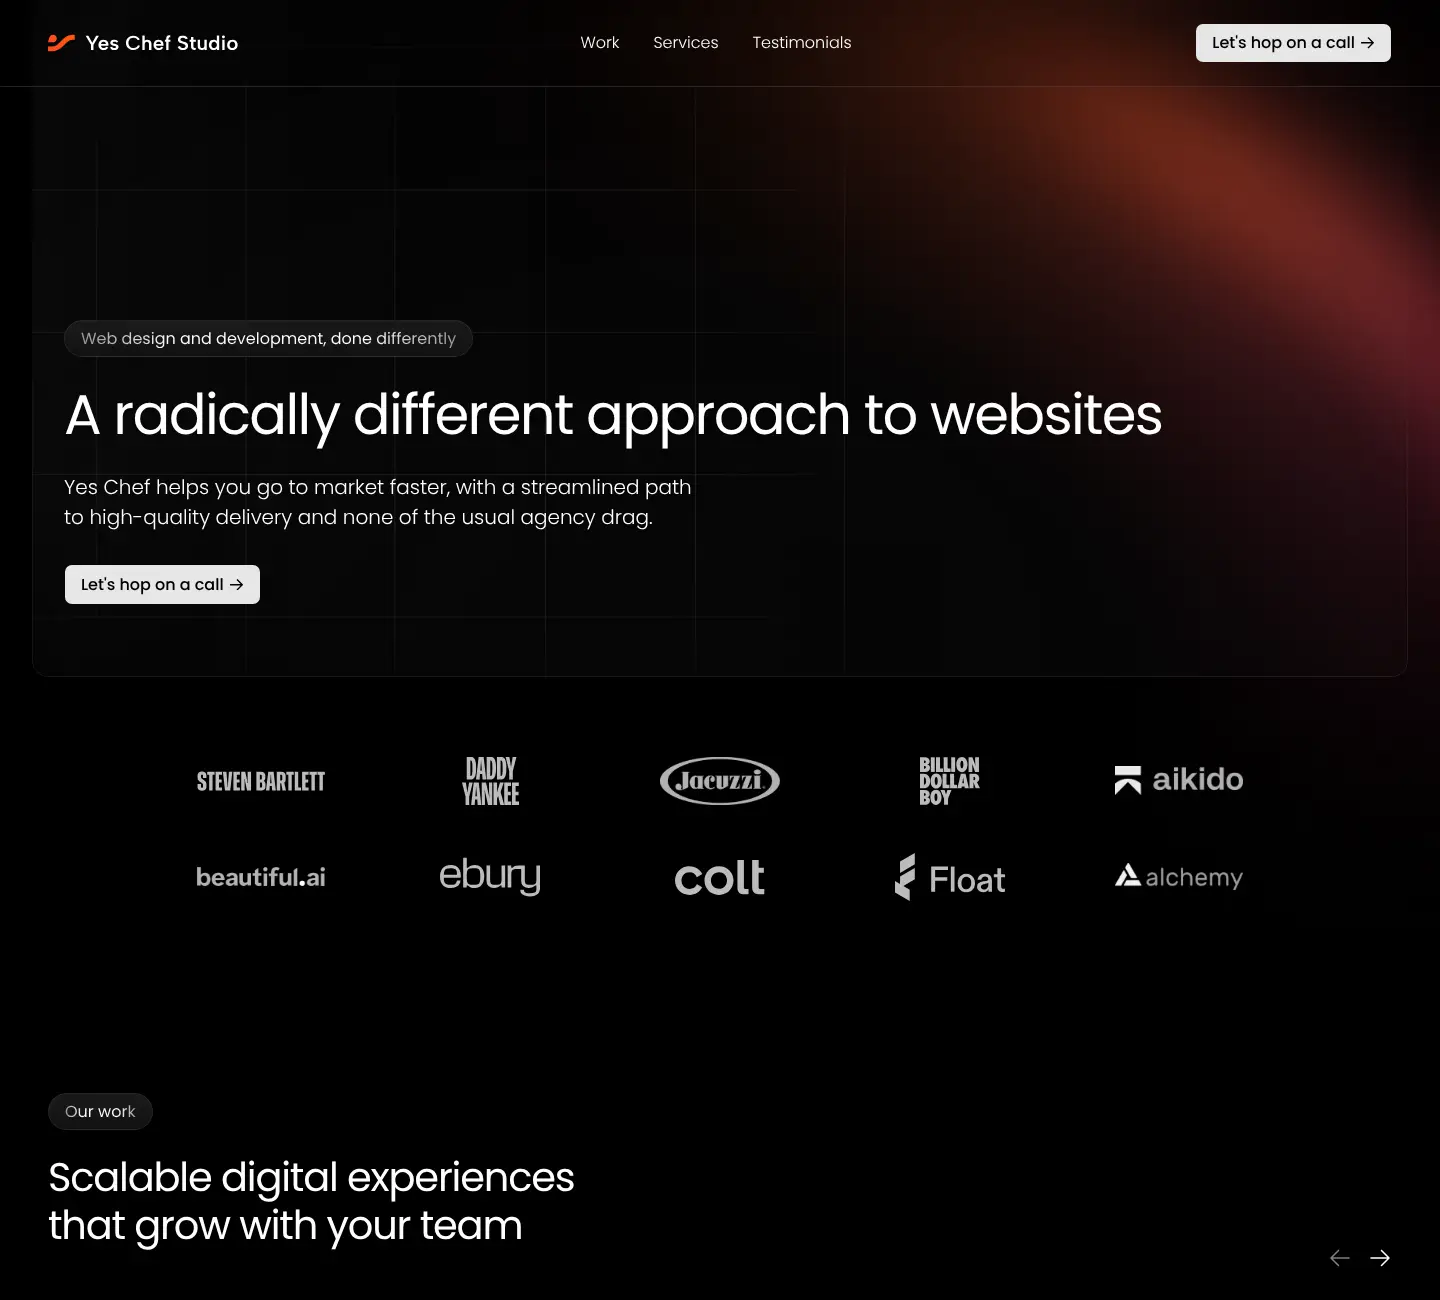 Yes Chef Studio
Work
Services
Testimonials
Let's hop on a call →
Web design and development, done differently
A radically different approach to websites
Yes Chef helps you go to market faster, with a streamlined path
to high-quality delivery and none of the usual agency drag.
Let's hop on a call →
STEVEN BARTLETT
DADDY
YANKEE
Jacuzzi
BILLION
DOLLAR
BOY
aikido
beautiful.ai
ebury
colt
Float
alchemy
Our work
Scalable digital experiences
that grow with your team
← →